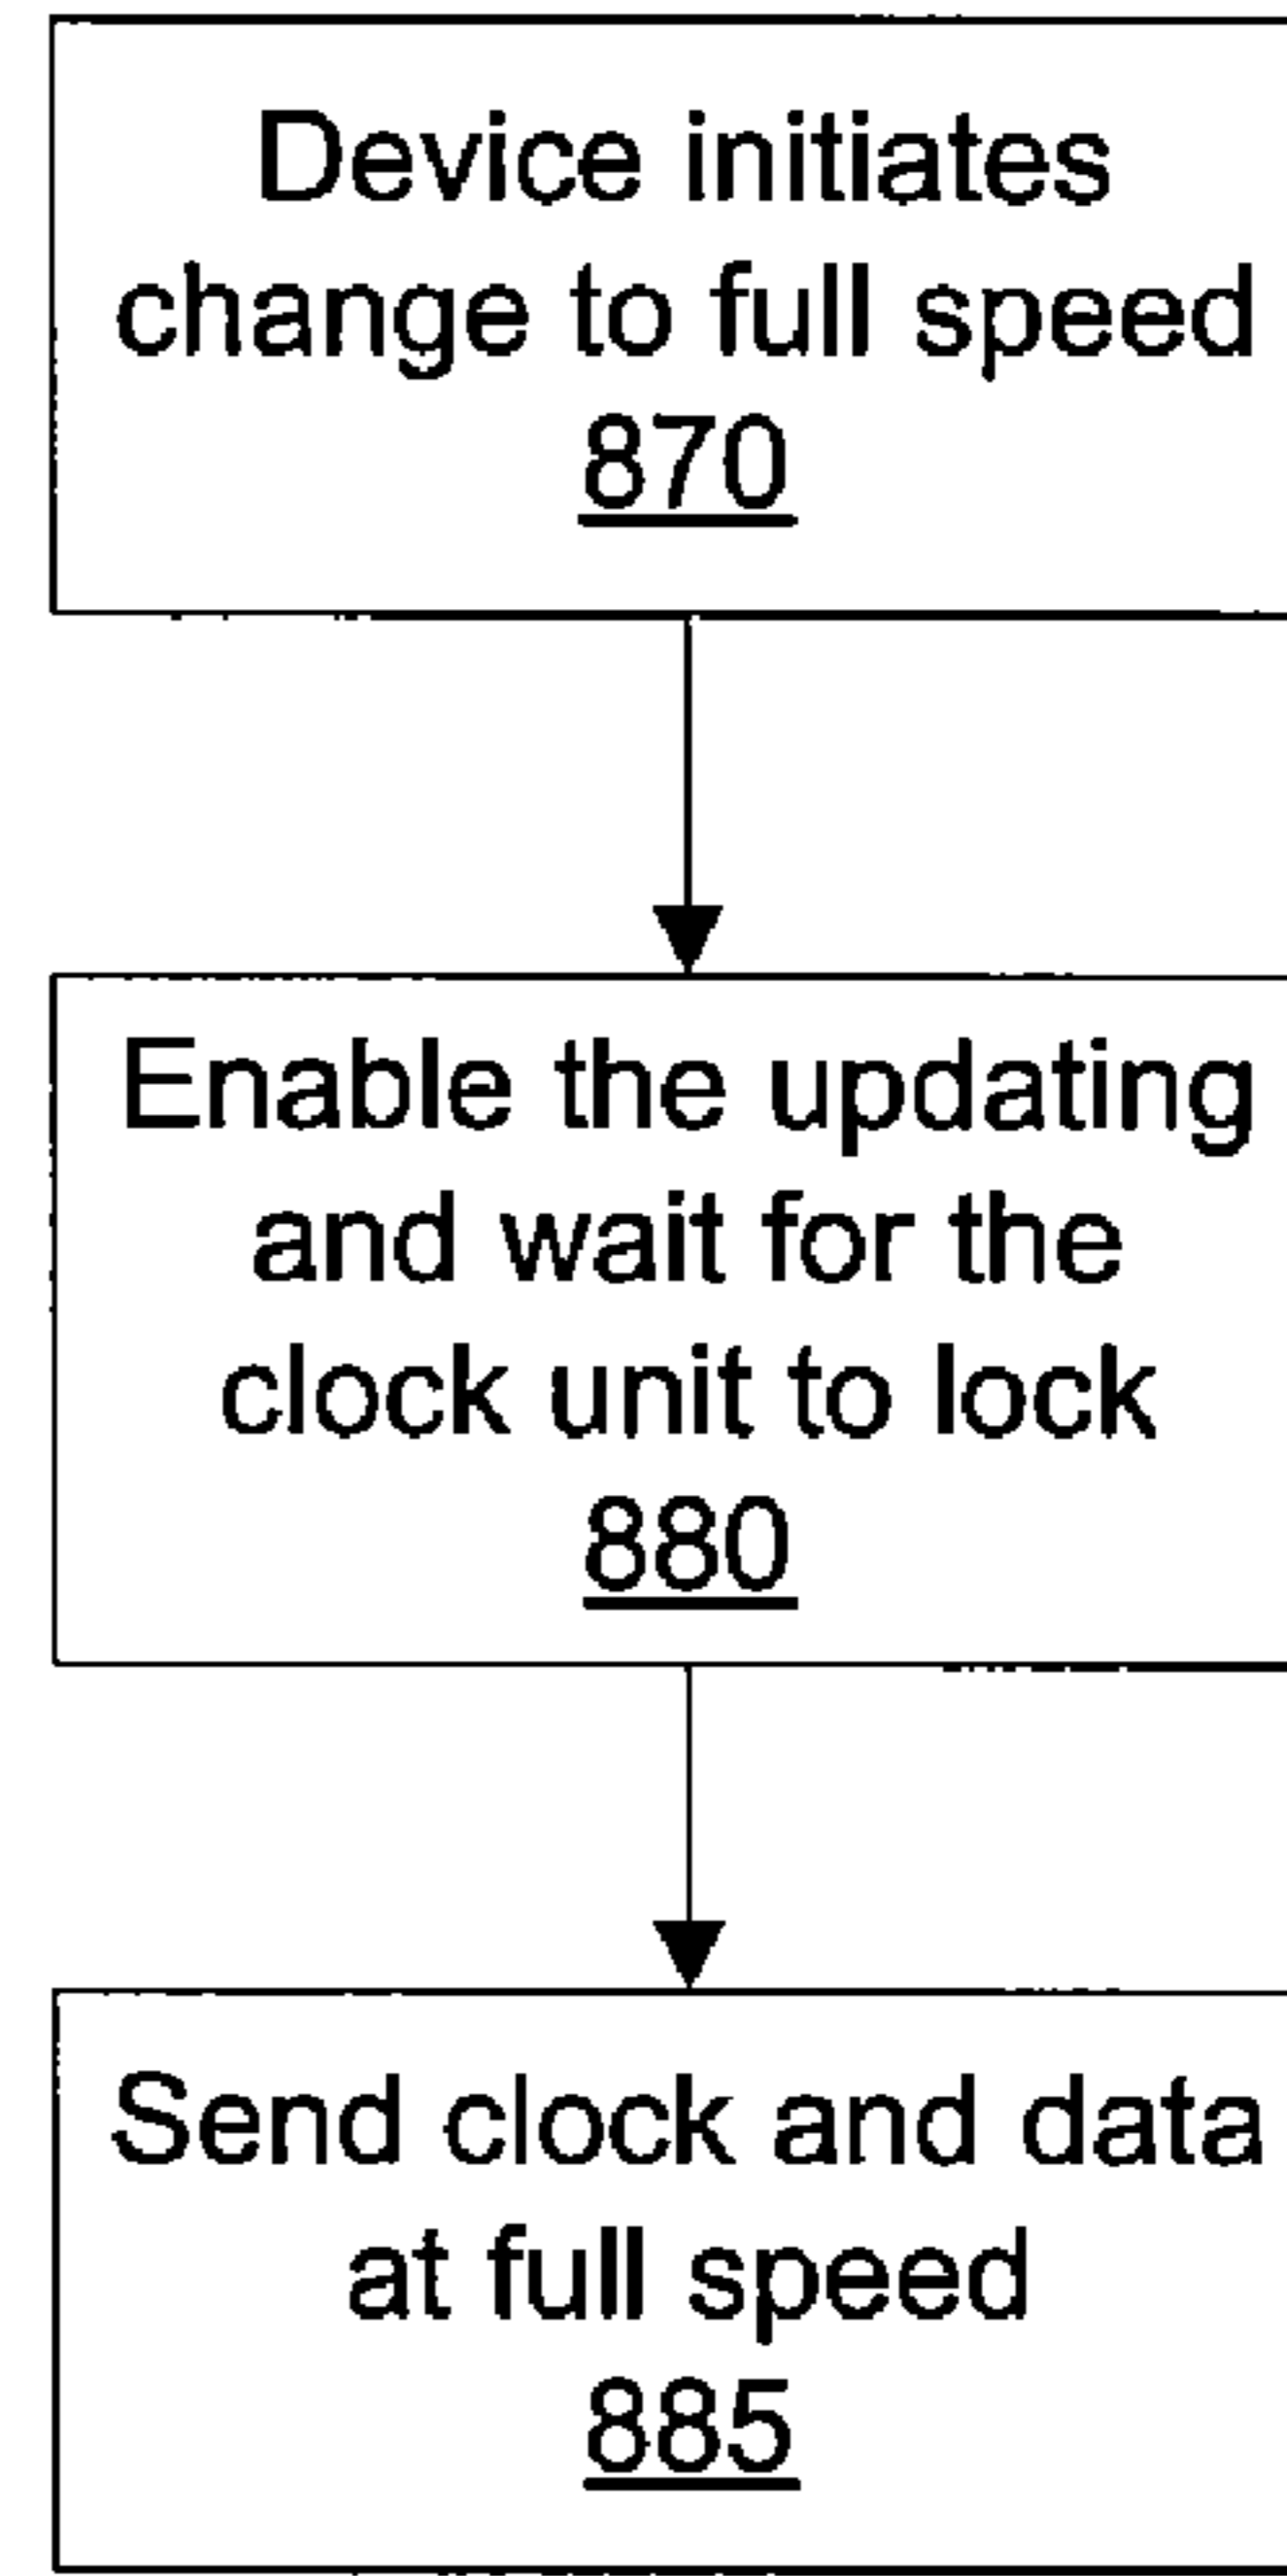 Device initiates
change to full speed
870
Enable the updating
and wait for the
clock unit to lock
880
Send clock and data
at full speed
885